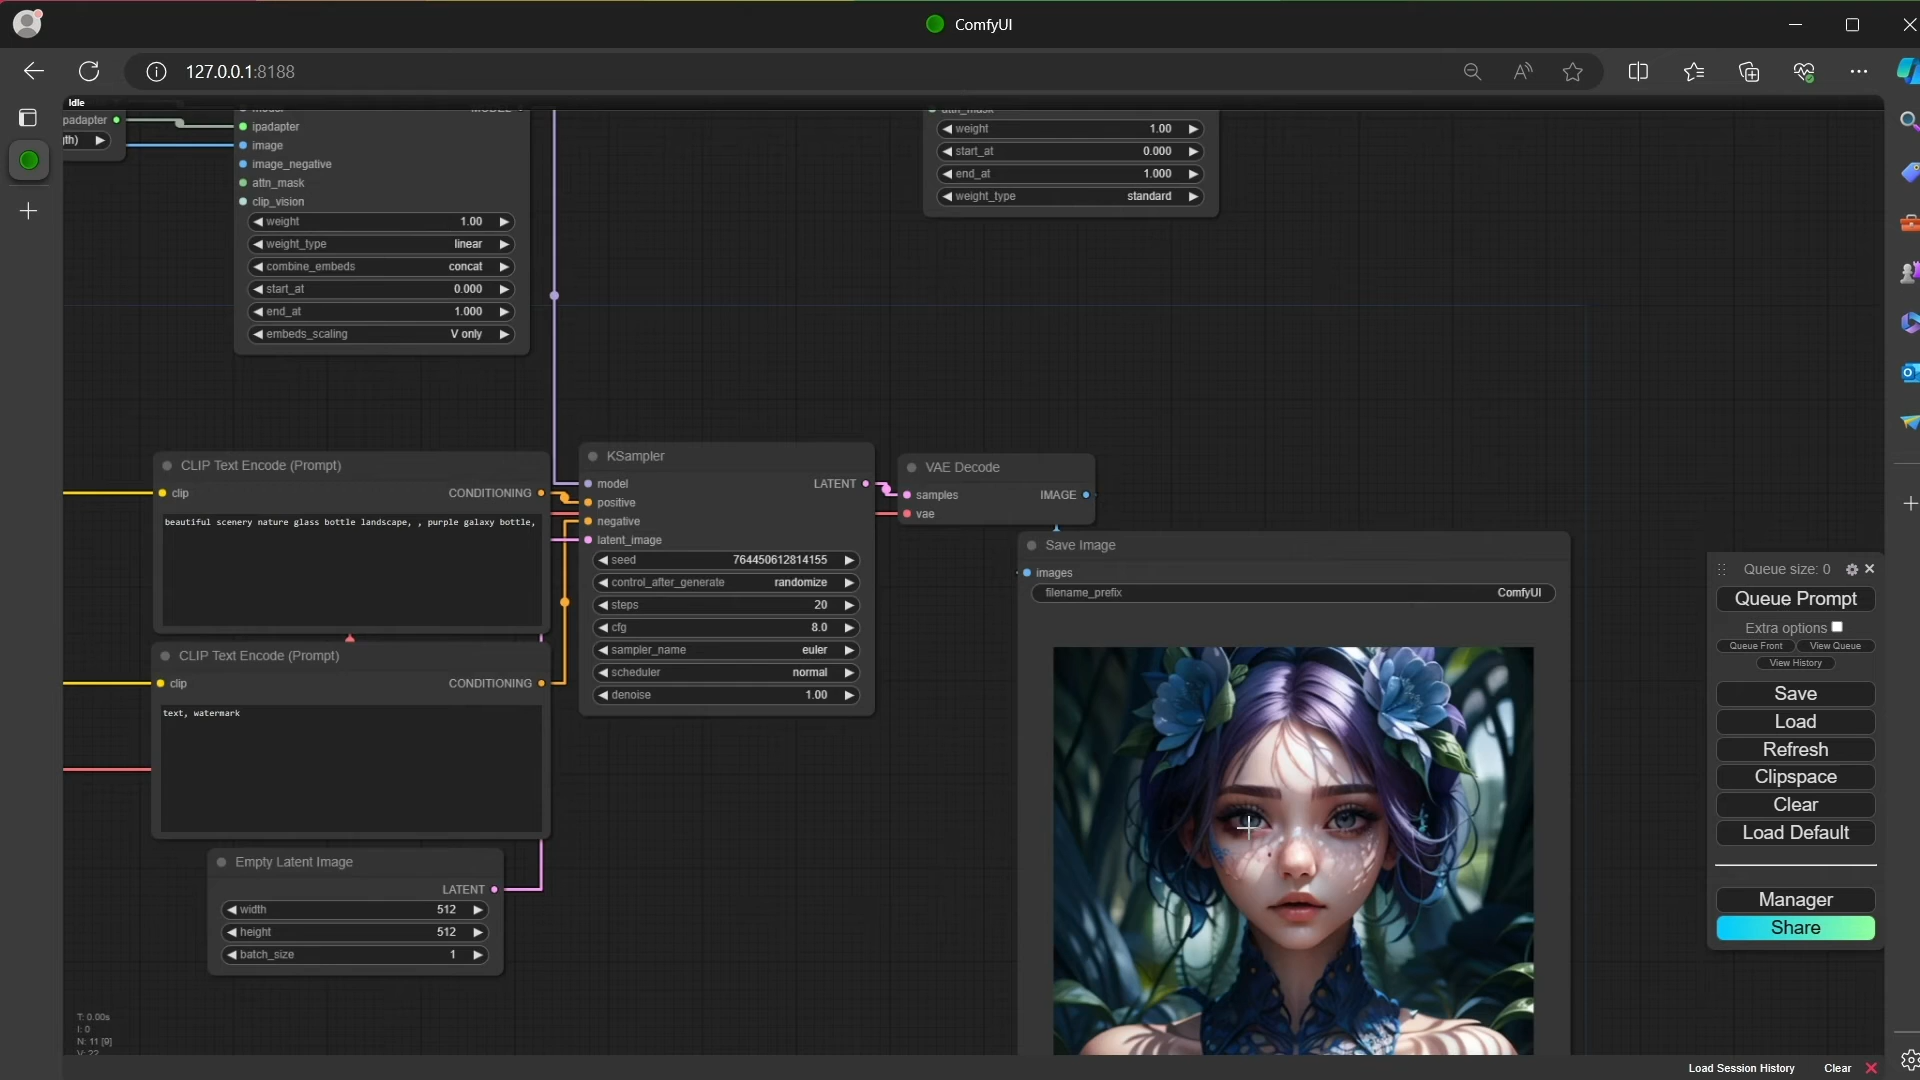 ComfyUI
127.0.0.1:8188
Idle
ipadapter
ipadapter
image
image_negative
attn_mask
clip_vision
weight 1.00
weight_type linear
combine_embeds concat
start_at 0.000
end_at 1.000
embeds_scaling V only
weight 1.00
start_at 0.000
end_at 1.000
weight_type standard
CLIP Text Encode (Prompt)
clip CONDITIONING
beautiful scenery nature glass bottle landscape, , purple galaxy bottle,
CLIP Text Encode (Prompt)
clip CONDITIONING
text, watermark
Empty Latent Image
LATENT
width 512
height 512
batch_size 1
KSampler
model LATENT
positive
negative
latent_image
seed 764450612814155
control_after_generate randomize
steps 20
cfg 8.0
sampler_name euler
scheduler normal
denoise 1.00
VAE Decode
samples IMAGE
vae
Save Image
images
filename_prefix ComfyUI
Queue size: 0
Queue Prompt
Extra options
Queue Front View Queue
View History
Save
Load
Refresh
Clipspace
Clear
Load Default
Manager
Share
T: 0.00s
I: 0
N: 11 [9]
V: 22
Load Session History Clear